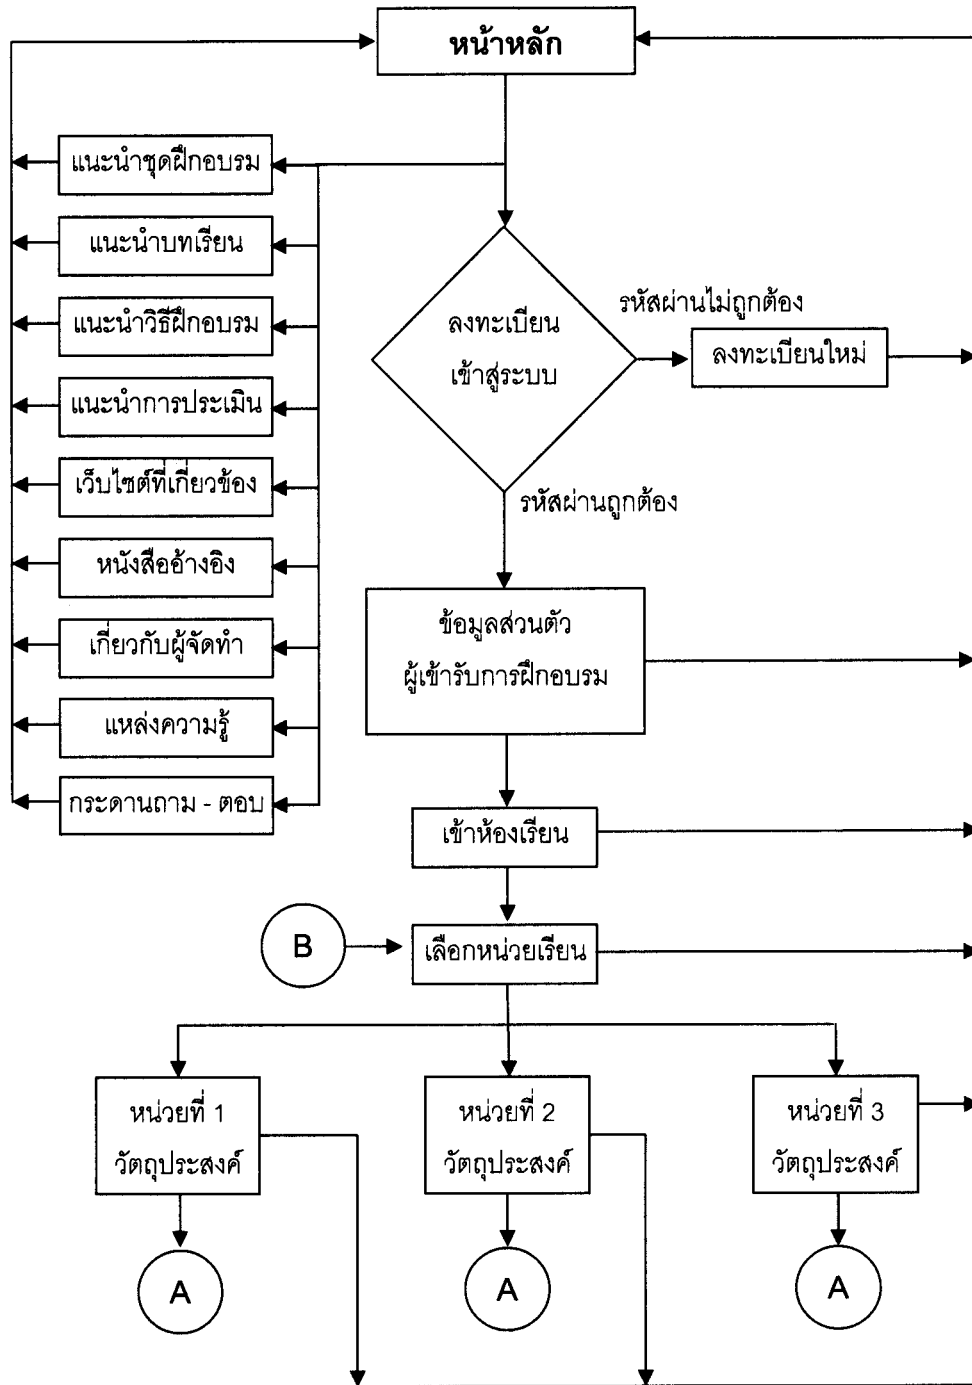 หน้าหลัก
แนะนำชุดฝึกอบรม
แนะนำบทเรียน
แนะนำวิธีฝึกอบรม
แนะนำการประเมิน
เว็บไซต์ที่เกี่ยวข้อง
หนังสืออ้างอิง
เกี่ยวกับผู้จัดทำ
แหล่งความรู้
กระดานถาม - ตอบ
ลงทะเบียน
เข้าสู่ระบบ
รหัสผ่านไม่ถูกต้อง
ลงทะเบียนใหม่
รหัสผ่านถูกต้อง
ข้อมูลส่วนตัว
ผู้เข้ารับการฝึกอบรม
เข้าห้องเรียน
B
เลือกหน่วยเรียน
หน่วยที่ 1
วัตถุประสงค์
หน่วยที่ 2
วัตถุประสงค์
หน่วยที่ 3
วัตถุประสงค์
A
A
A